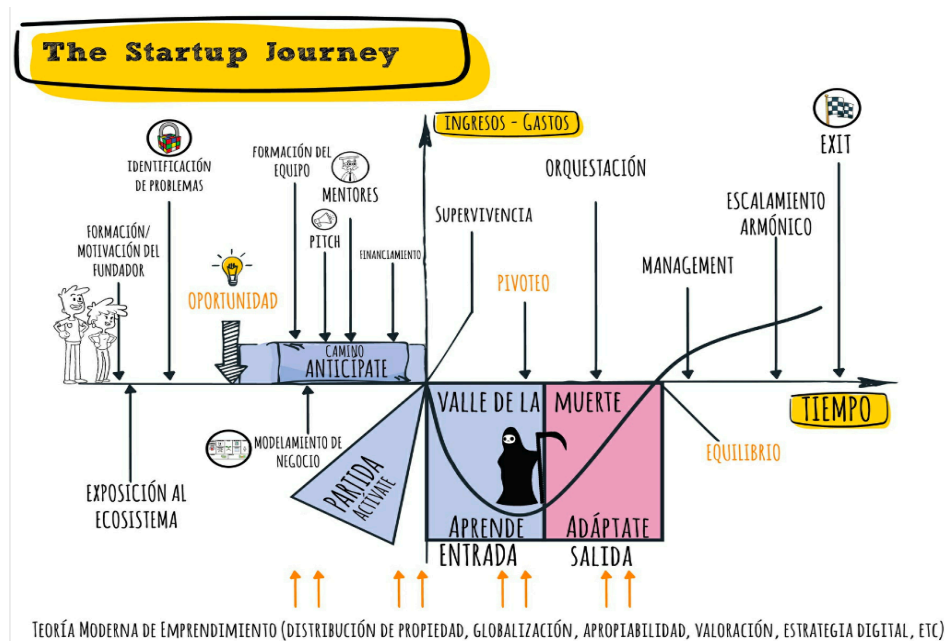 The Startup Journey
INGRESOS - GASTOS
EXIT
IDENTIFICACIÓN
DE PROBLEMAS
FORMACIÓN DEL
EQUIPO
MENTORES
ORQUESTACIÓN
ESCALAMIENTO
ARMÓNICO
FORMACIÓN/
MOTIVACIÓN DEL
FUNDADOR
PITCH
SUPERVIVENCIA
FINANCIAMIENTO
MANAGEMENT
OPORTUNIDAD
PIVOTEO
CAMINO
ANTICÍPATE
VALLE DE LA
MUERTE
TIEMPO
MODELAMIENTO DE
NEGOCIO
EQUILIBRIO
PARTIDA
ACTÍVATE
EXPOSICIÓN AL
ECOSISTEMA
APRENDE
ENTRADA
ADÁPTATE
SALIDA
TEORÍA MODERNA DE EMPRENDIMIENTO (DISTRIBUCIÓN DE PROPIEDAD, GLOBALIZACIÓN, APROPIABILIDAD, VALORACIÓN, ESTRATEGIA DIGITAL, ETC)